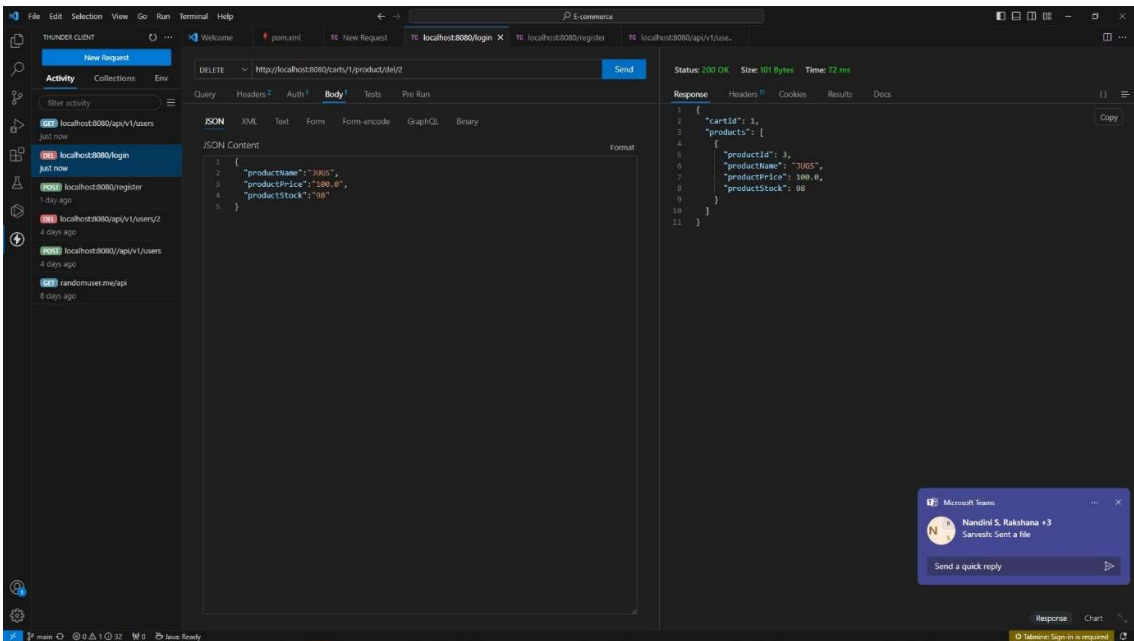 File Edit Selection View Go Run Terminal Help
E-commerce
THUNDER CLIENT
Welcome
pom.xml
TC New Request
TC localhost:8080/login
TC localhost:8080/register
TC localhost:8080/api/v1/use..
New Request
Activity Collections Env
filter activity
GET localhost:8080/api/v1/users
just now
DEL localhost:8080/login
just now
POST localhost:8080/register
1 day ago
DEL localhost:8080/api/v1/users/2
4 days ago
POST localhost:8080//api/v1/users
4 days ago
GET randomuser.me/api
8 days ago
DELETE http://localhost:8080/carts/1/product/del/2 Send
Query Headers 2 Auth 1 Body 1 Tests Pre Run
JSON XML Text Form Form-encode GraphQL Binary
JSON Content Format
1 {
2 "productName":"JUGS",
3 "productPrice":"100.0",
4 "productStock":"98"
5 }
Status: 200 OK Size: 101 Bytes Time: 72 ms
Response Headers 11 Cookies Results Docs {}
Copy
1 {
2 "cartId": 1,
3 "products": [
4 {
5 "productId": 3,
6 "productName": "JUGS",
7 "productPrice": 100.0,
8 "productStock": 98
9 }
10 ]
11 }
Microsoft Teams
N R S
Nandini S, Rakshana +3
Sarvesh: Sent a file
Send a quick reply
Response Chart
main 0 1 32 0 Java: Ready
Tabnine: Sign-in is required